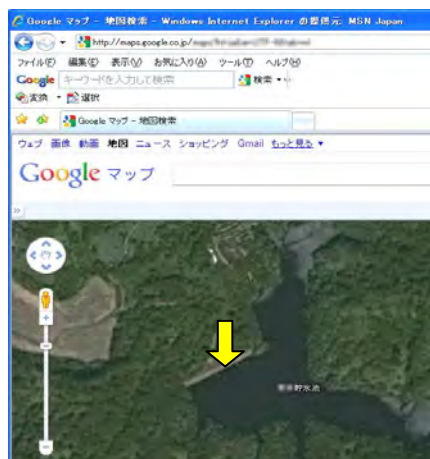 Google マップ - 地図検索 - Windows Internet Explorer の提供元: MSN Japan
http://maps.google.co.jp/
ファイル(F) 編集(E) 表示(V) お気に入り(A) ツール(T) ヘルプ(H)
Google キーワードを入力して検索 検索
変換 選択
Google マップ - 地図検索
ウェブ 画像 動画 地図 ニュース ショッピング Gmail もっと見る ▼
Google マップ
»
貯水池